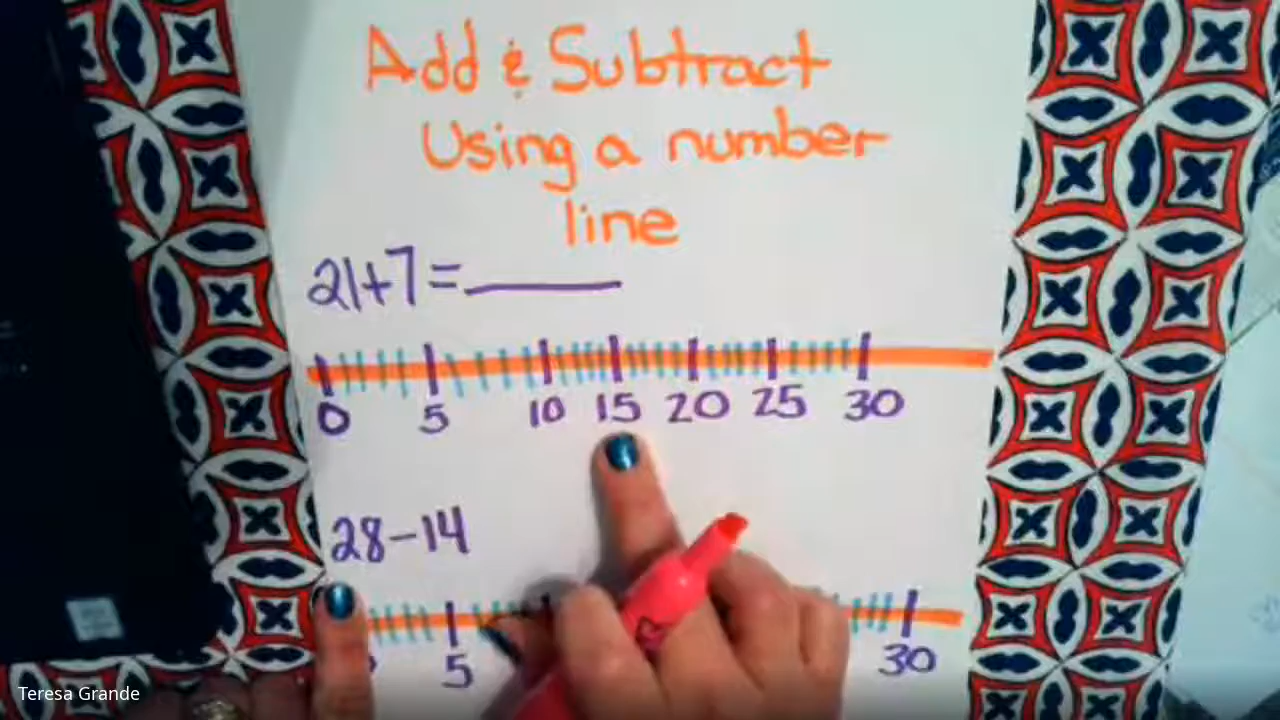 Add & Subtract
Using a number
line
21+7=______
0 5 10 15 20 25 30
28-14
5 30
Teresa Grande